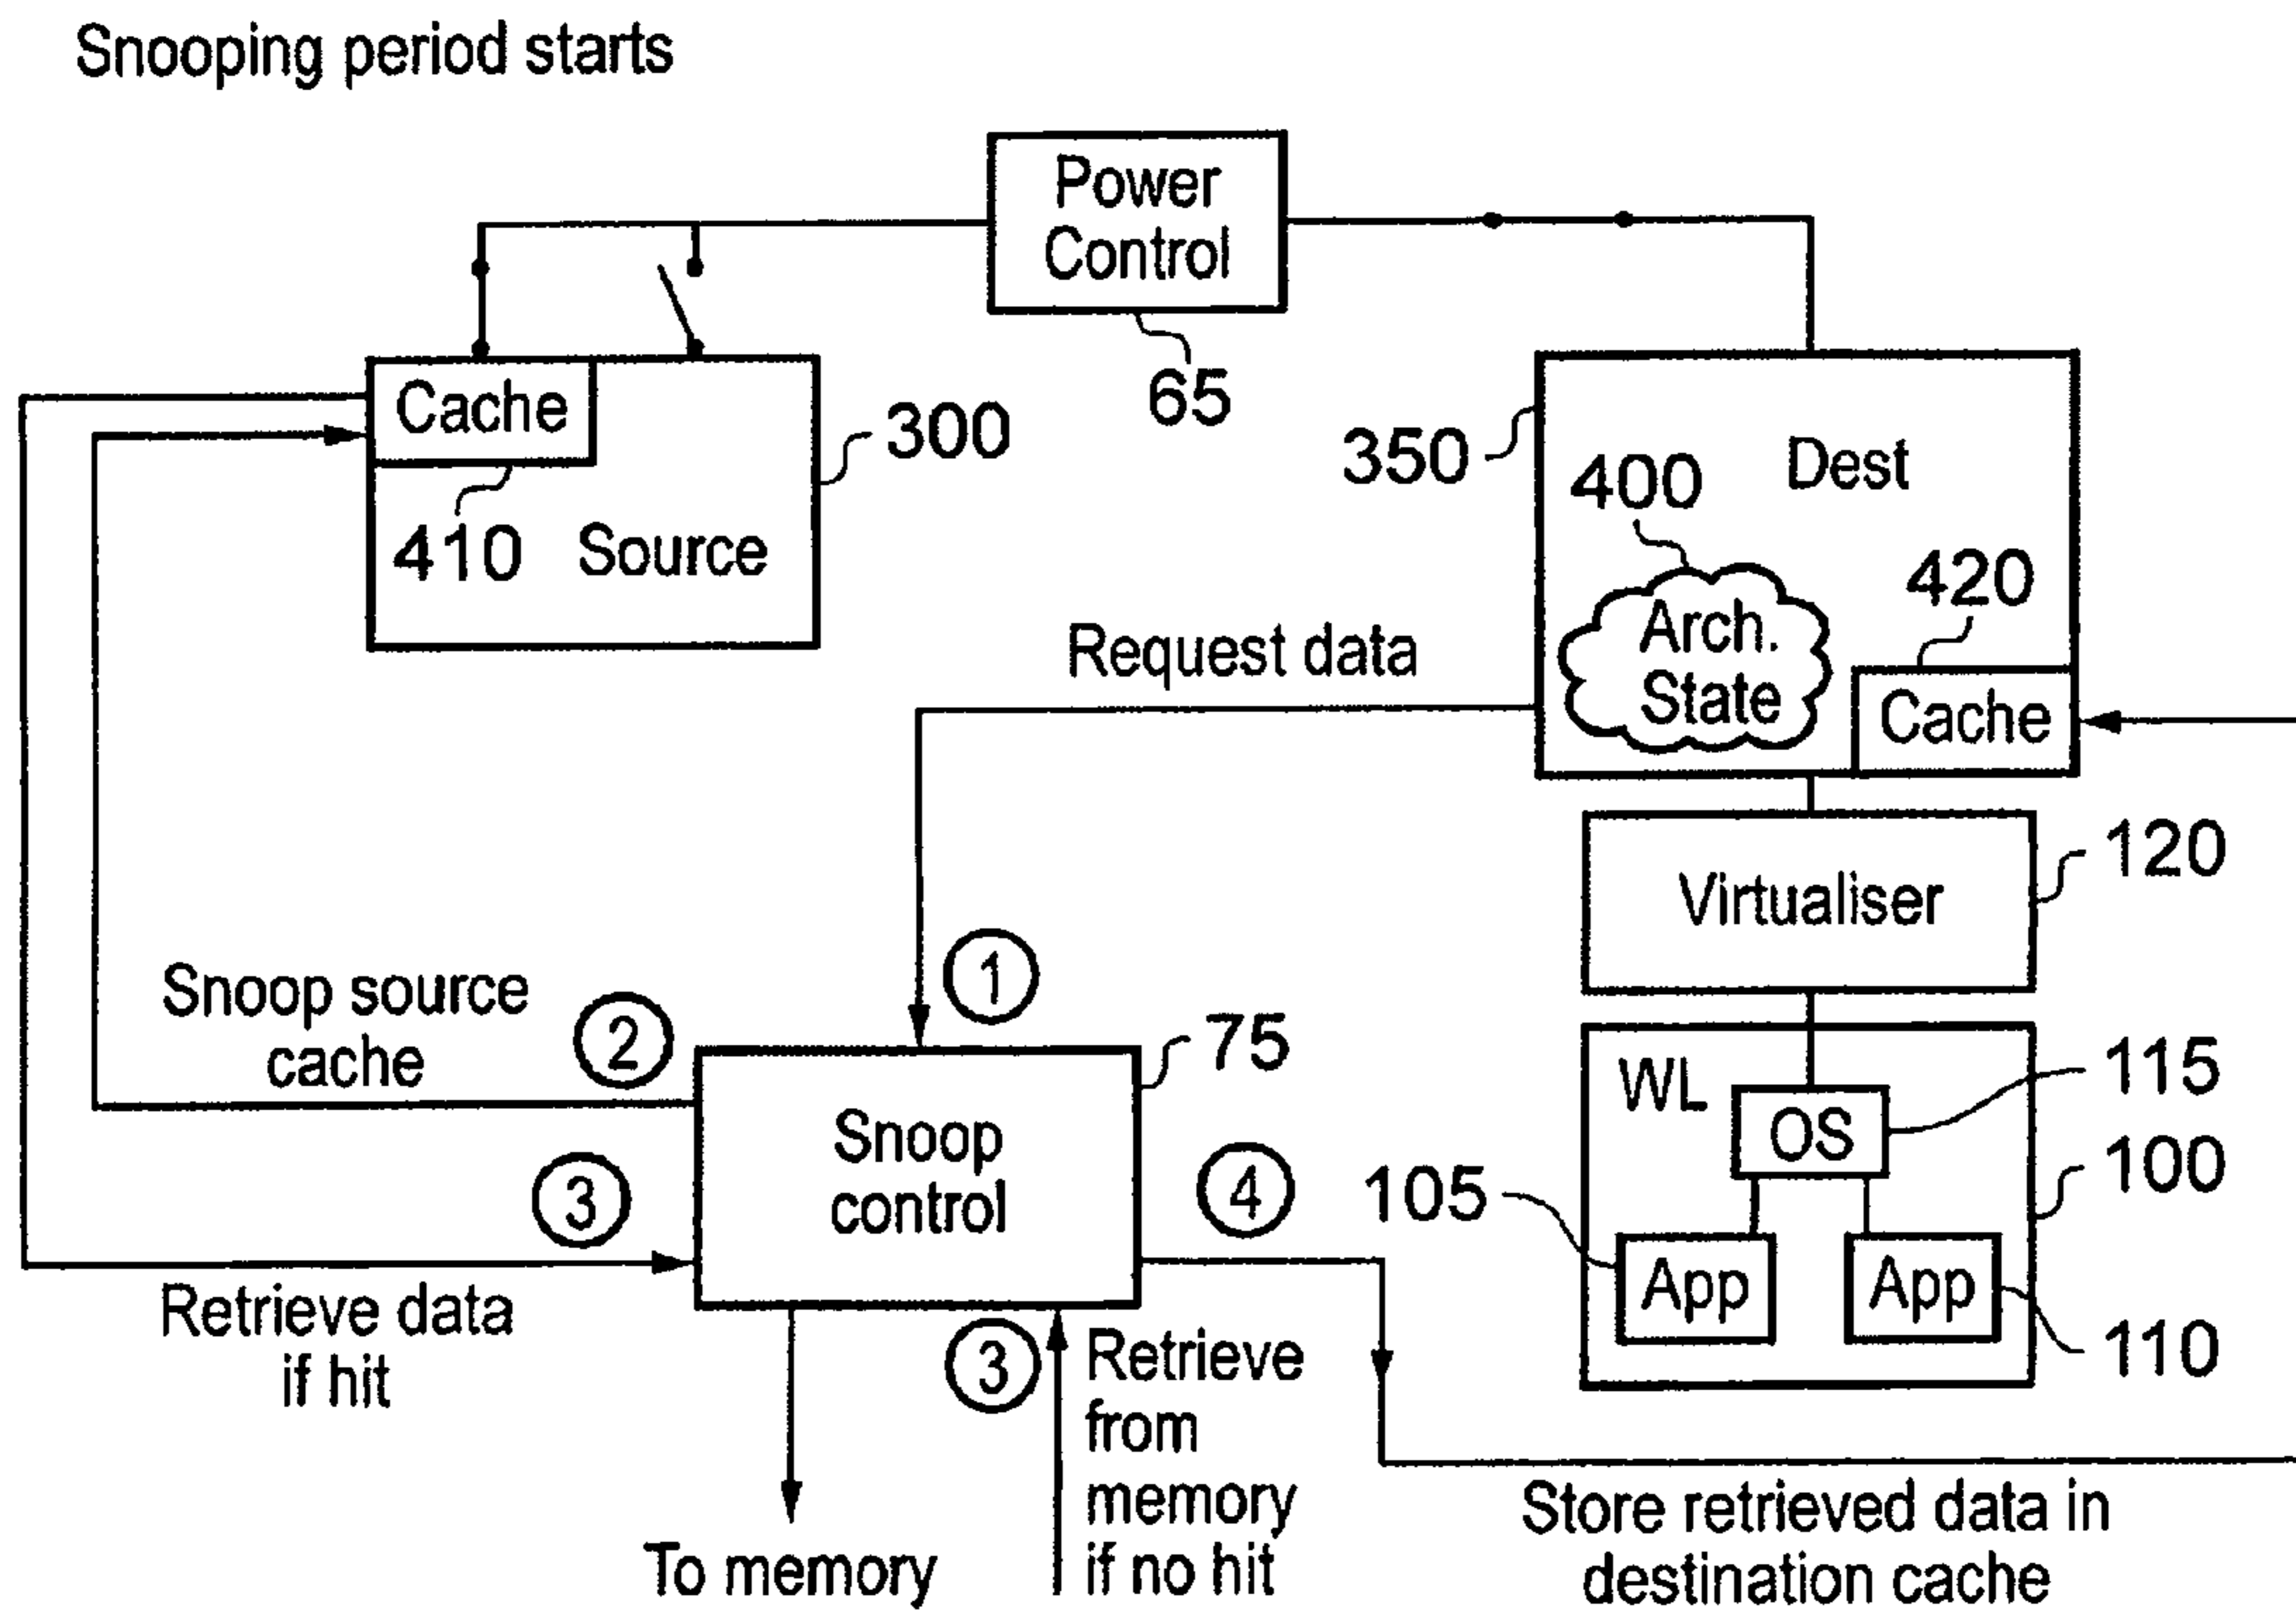 Snooping period starts
Power
Control
65
Cache
410
Source
300
350
Dest
400
Arch.
State
420
Cache
Request data
Virtualiser
120
1
Snoop source
cache
2
75
Snoop
control
3
Retrieve data
if hit
4
WL
OS
115
100
105
App
App
110
3
Retrieve
from
memory
if no hit
To memory
Store retrieved data in
destination cache